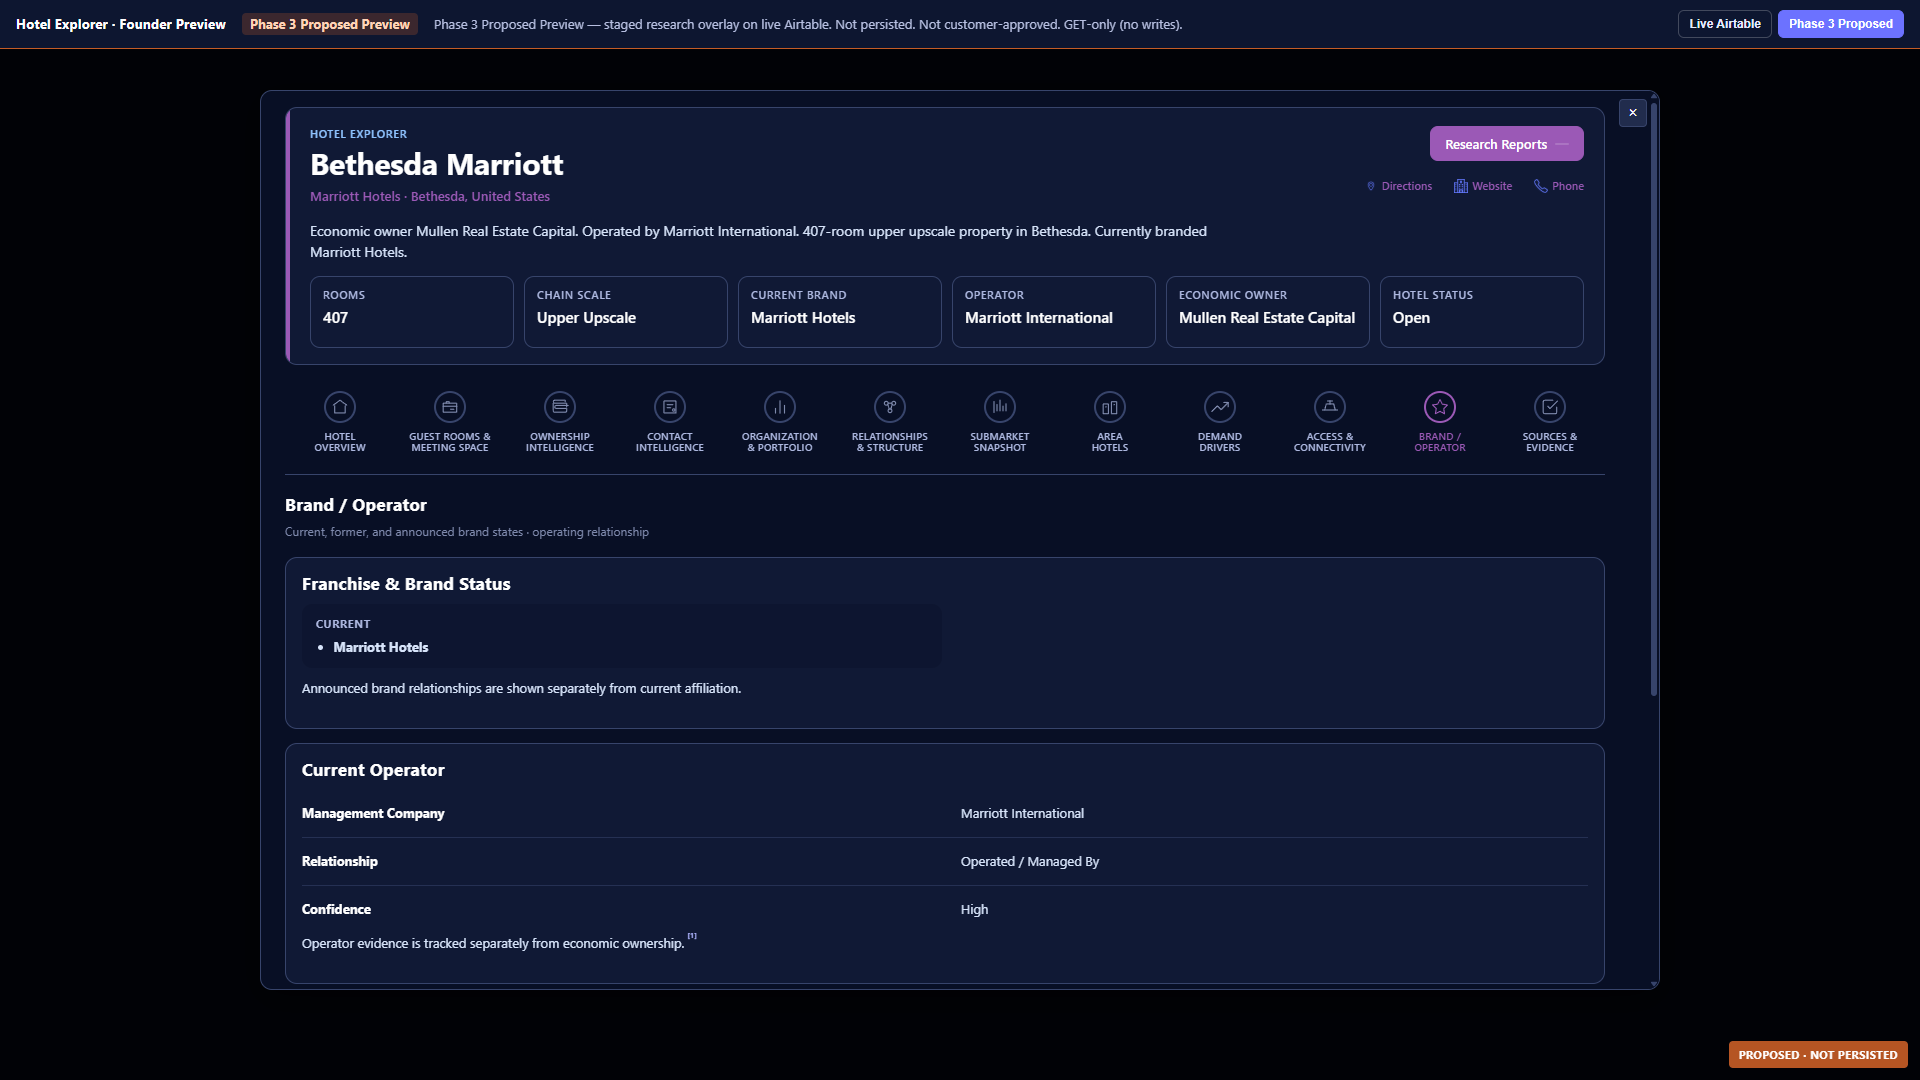 Hotel Explorer · Founder Preview
Phase 3 Proposed Preview
Phase 3 Proposed Preview — staged research overlay on live Airtable. Not persisted. Not customer-approved. GET-only (no writes).
Live Airtable
Phase 3 Proposed
×
HOTEL EXPLORER
Bethesda Marriott
Marriott Hotels · Bethesda, United States
Research Reports —
Directions
Website
Phone
Economic owner Mullen Real Estate Capital. Operated by Marriott International. 407-room upper upscale property in Bethesda. Currently branded
Marriott Hotels.
ROOMS
407
CHAIN SCALE
Upper Upscale
CURRENT BRAND
Marriott Hotels
OPERATOR
Marriott International
ECONOMIC OWNER
Mullen Real Estate Capital
HOTEL STATUS
Open
HOTEL
OVERVIEW
GUEST ROOMS &
MEETING SPACE
OWNERSHIP
INTELLIGENCE
CONTACT
INTELLIGENCE
ORGANIZATION
& PORTFOLIO
RELATIONSHIPS
& STRUCTURE
SUBMARKET
SNAPSHOT
AREA
HOTELS
DEMAND
DRIVERS
ACCESS &
CONNECTIVITY
BRAND /
OPERATOR
SOURCES &
EVIDENCE
Brand / Operator
Current, former, and announced brand states · operating relationship
Franchise & Brand Status
CURRENT
• Marriott Hotels
Announced brand relationships are shown separately from current affiliation.
Current Operator
Management Company
Marriott International
Relationship
Operated / Managed By
Confidence
High
Operator evidence is tracked separately from economic ownership. [1]
PROPOSED · NOT PERSISTED